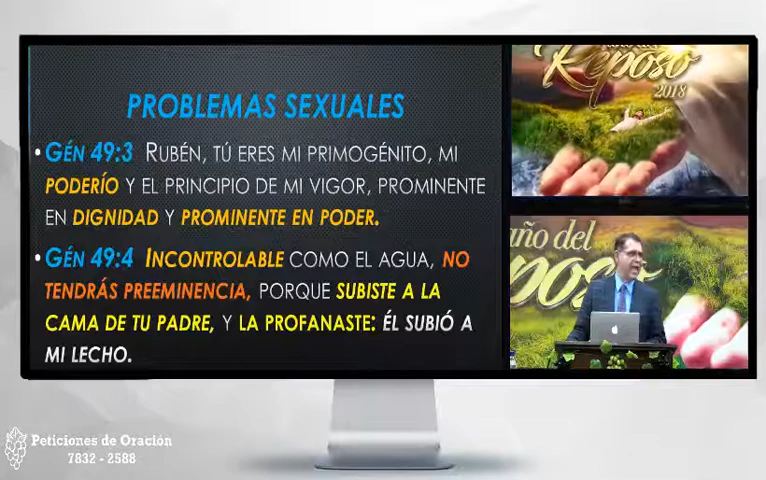 PROBLEMAS SEXUALES
• GÉN 49:3 RUBÉN, TÚ ERES MI PRIMOGÉNITO, MI
PODERÍO Y EL PRINCIPIO DE MI VIGOR, PROMINENTE
EN DIGNIDAD Y PROMINENTE EN PODER.
• GÉN 49:4 INCONTROLABLE COMO EL AGUA, NO
TENDRÁS PREEMINENCIA, PORQUE SUBISTE A LA
CAMA DE TU PADRE, Y LA PROFANASTE: ÉL SUBIÓ A
MI LECHO.
Reposo
2018
año del
Peticiones de Oración
7832 - 2588